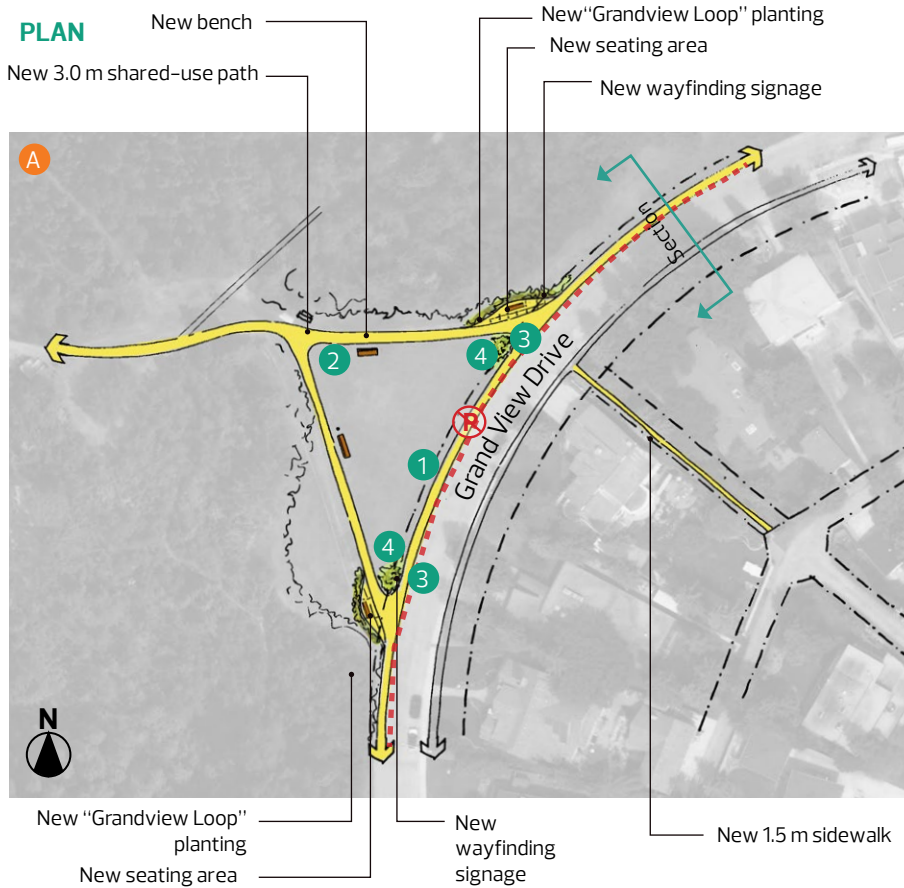 PLAN
New bench
New "Grandview Loop" planting
New seating area
New 3.0 m shared-use path
New wayfinding signage
A
Section
3
4
2
P
Grand View Drive
1
4
3
N
New "Grandview Loop"
planting
New seating area
New
wayfinding
signage
New 1.5 m sidewalk